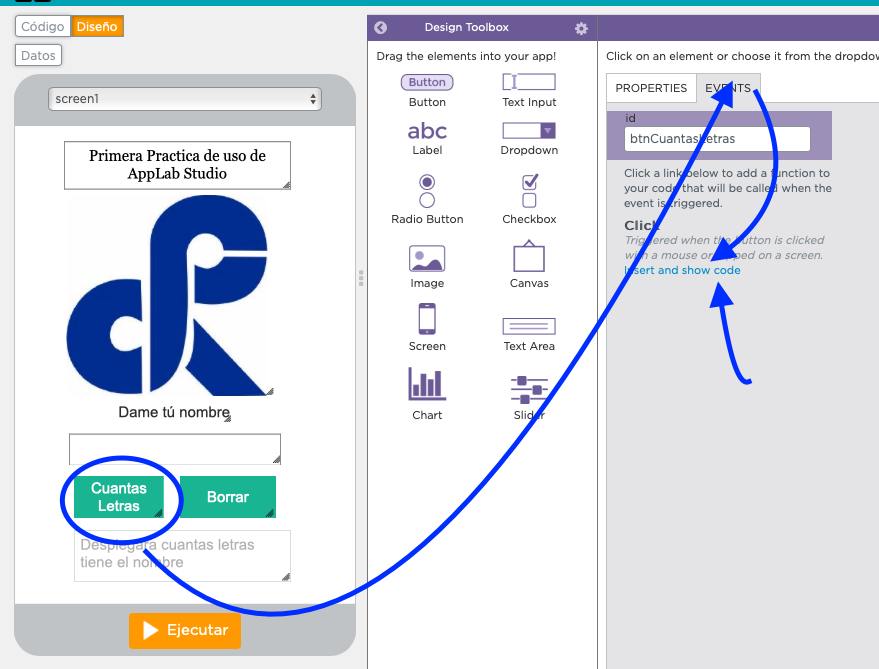 Código Diseño
Datos
screen1
Primera Practica de uso de
AppLab Studio
Dame tú nombre
Cuantas
Letras
Borrar
Desplegara cuantas letras
tiene el nombre
Ejecutar
Design Toolbox
Drag the elements into your app!
Button
Button
Text Input
abc
Label
Dropdown
Radio Button
Checkbox
Image
Canvas
Screen
Text Area
Chart
Slider
Click on an element or choose it from the dropdow
PROPERTIES
EVENTS
id
btnCuantasLetras
Click a link below to add a function to
your code that will be called when the
event is triggered.
Click
Triggered when the button is clicked
with a mouse or tapped on a screen.
Insert and show code